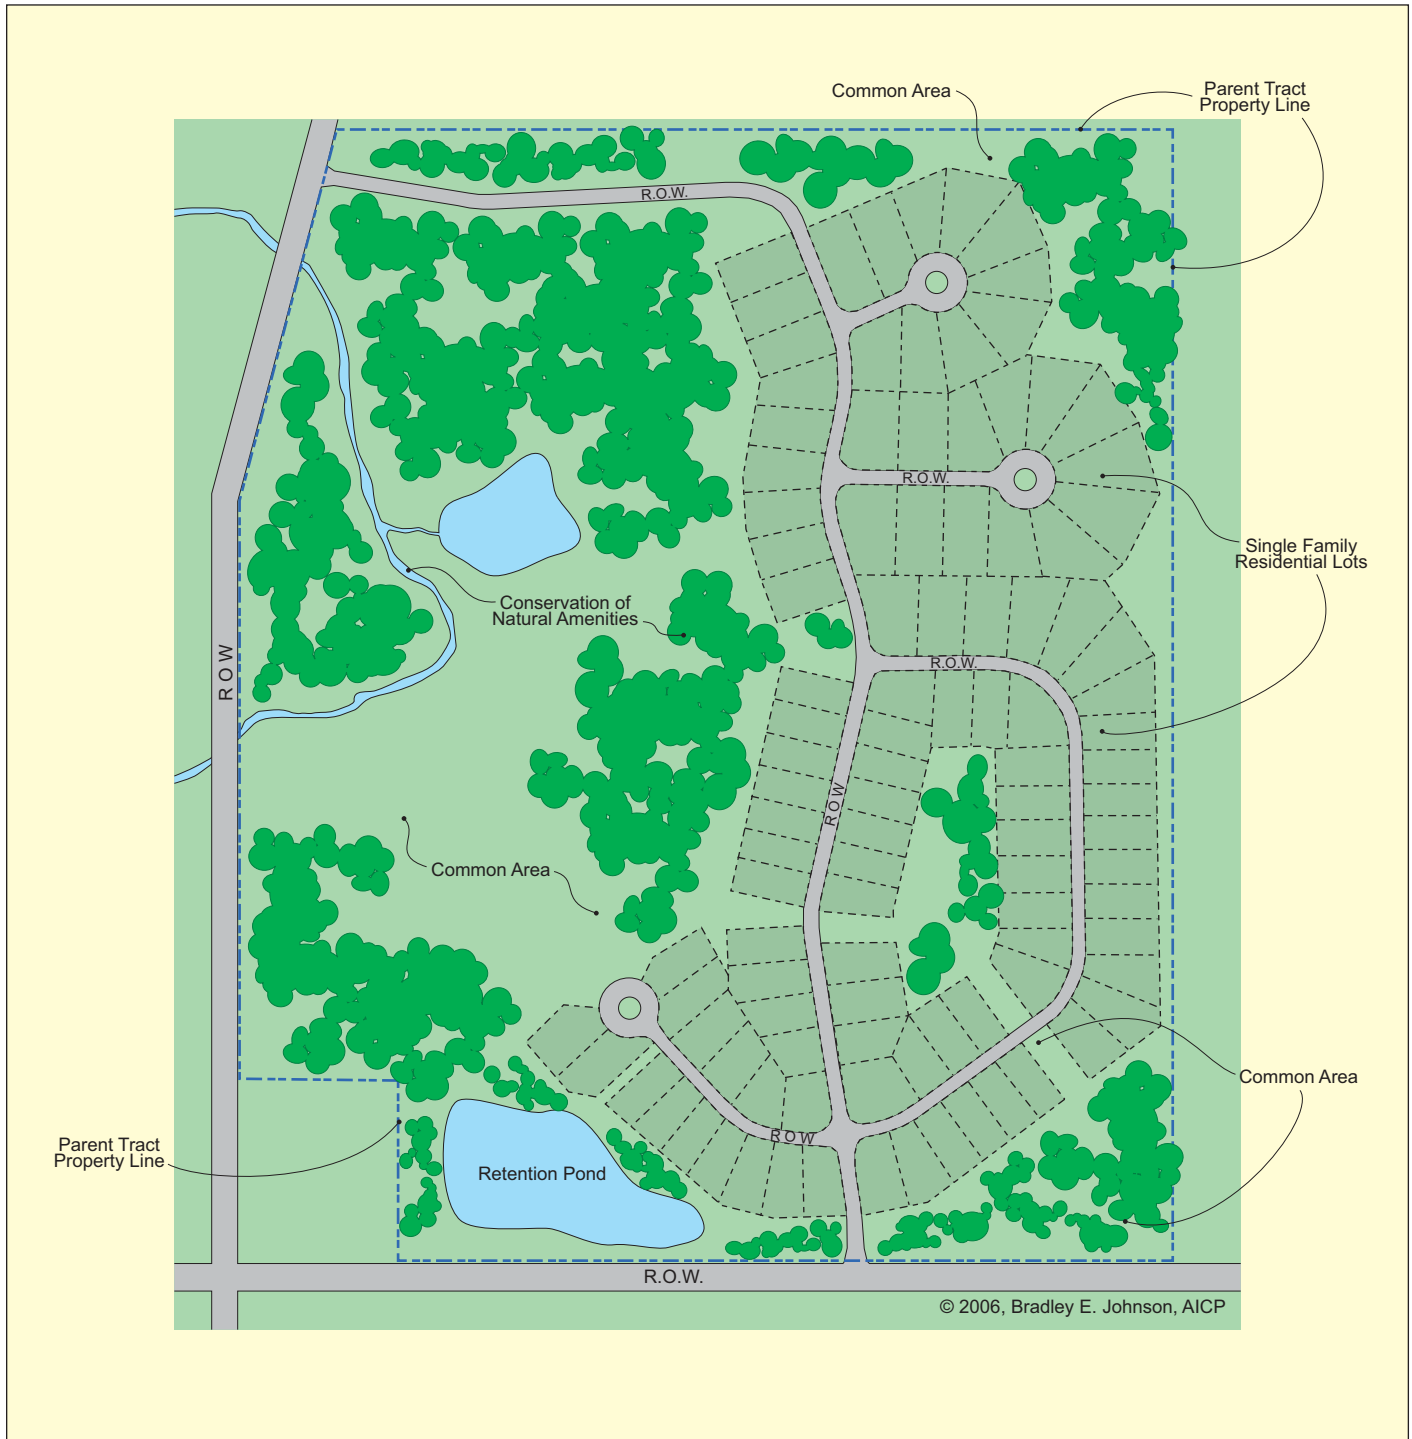 Common Area
Parent Tract
Property Line
R.O.W.
R.O.W.
Single Family
Residential Lots
Conservation of
Natural Amenities
ROW
R.O.W.
ROW
Common Area
Common Area
ROW
Parent Tract
Property Line
Retention Pond
R.O.W.
© 2006, Bradley E. Johnson, AICP